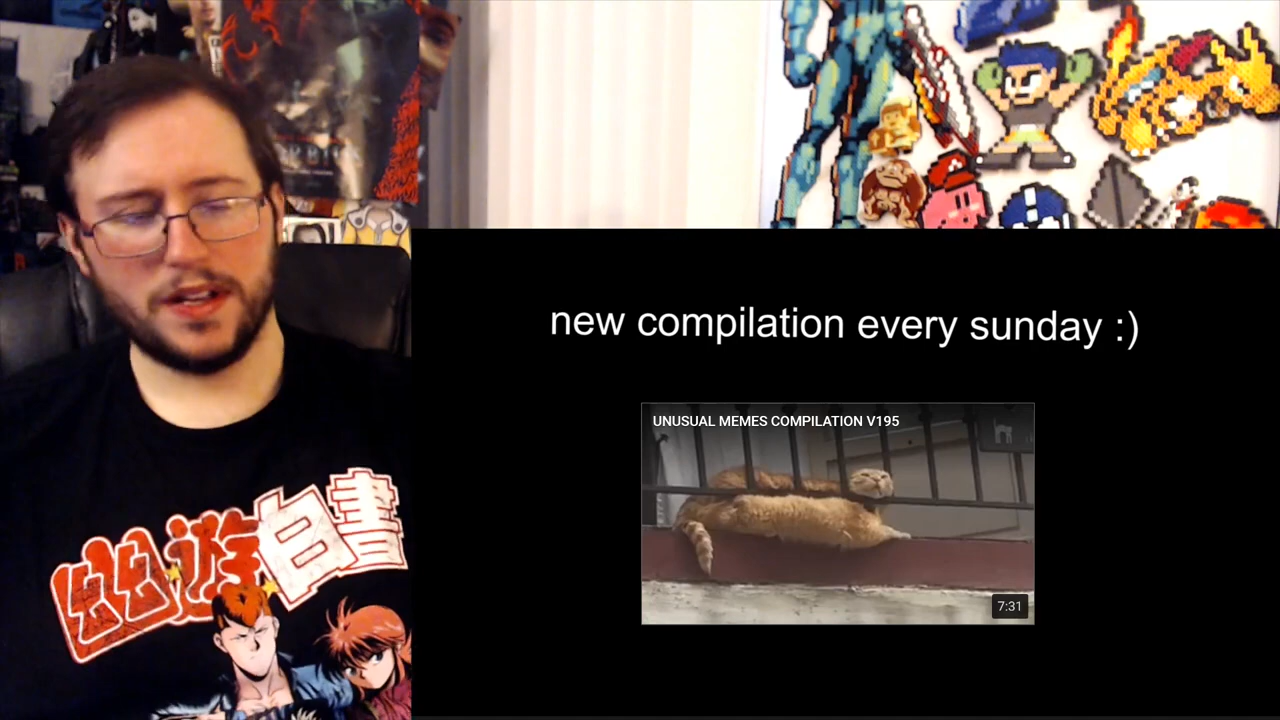 new compilation every sunday :)
UNUSUAL MEMES COMPILATION V195
7:31
幽遊白書